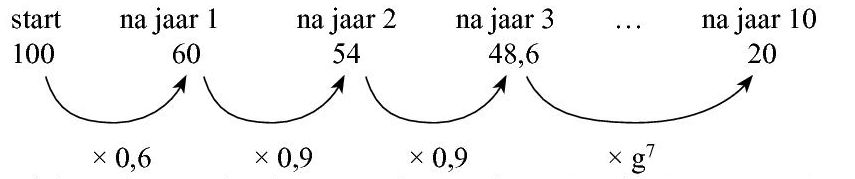 start na jaar 1 na jaar 2 na jaar 3 … na jaar 10
100 60 54 48,6 20
× 0,6 × 0,9 × 0,9 × g⁷